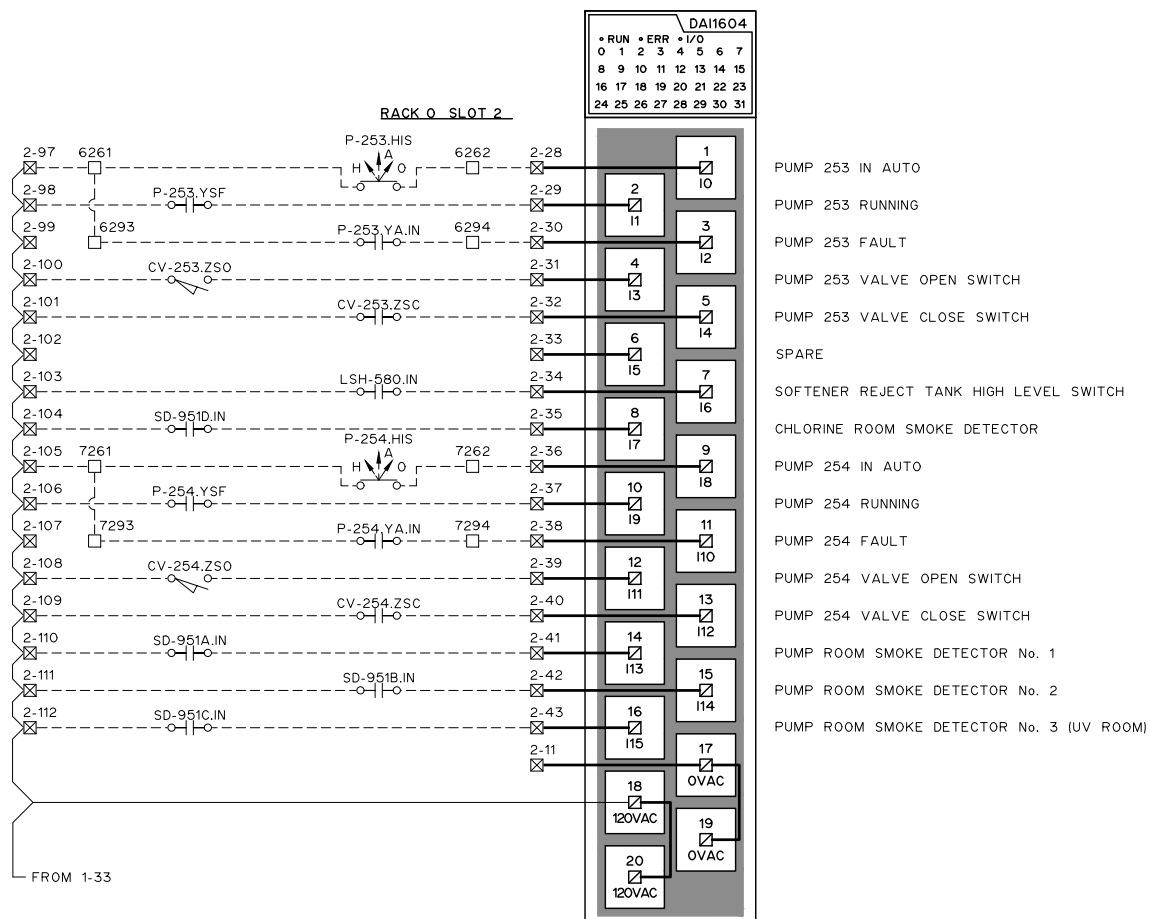 DAI1604
RUN ERR I/O
0 1 2 3 4 5 6 7
8 9 10 11 12 13 14 15
16 17 18 19 20 21 22 23
24 25 26 27 28 29 30 31
RACK 0 SLOT 2
P-253.HIS
2-97 6261 H A O 6262 2-28 1 I0 PUMP 253 IN AUTO
2-98 P-253.YSF 2-29 2 I1 PUMP 253 RUNNING
2-99 6293 P-253.YA.IN 6294 2-30 3 I2 PUMP 253 FAULT
2-100 CV-253.ZSO 2-31 4 I3 PUMP 253 VALVE OPEN SWITCH
2-101 CV-253.ZSC 2-32 5 I4 PUMP 253 VALVE CLOSE SWITCH
2-102 2-33 6 I5 SPARE
2-103 LSH-580.IN 2-34 7 I6 SOFTENER REJECT TANK HIGH LEVEL SWITCH
2-104 SD-951D.IN 2-35 8 I7 CHLORINE ROOM SMOKE DETECTOR
P-254.HIS
2-105 7261 H A O 7262 2-36 9 I8 PUMP 254 IN AUTO
2-106 P-254.YSF 2-37 10 I9 PUMP 254 RUNNING
2-107 7293 P-254.YA.IN 7294 2-38 11 I10 PUMP 254 FAULT
2-108 CV-254.ZSO 2-39 12 I11 PUMP 254 VALVE OPEN SWITCH
2-109 CV-254.ZSC 2-40 13 I12 PUMP 254 VALVE CLOSE SWITCH
2-110 SD-951A.IN 2-41 14 I13 PUMP ROOM SMOKE DETECTOR No. 1
2-111 SD-951B.IN 2-42 15 I14 PUMP ROOM SMOKE DETECTOR No. 2
2-112 SD-951C.IN 2-43 16 I15 PUMP ROOM SMOKE DETECTOR No. 3 (UV ROOM)
2-11 17 0VAC
18 120VAC
19 0VAC
20 120VAC
FROM 1-33